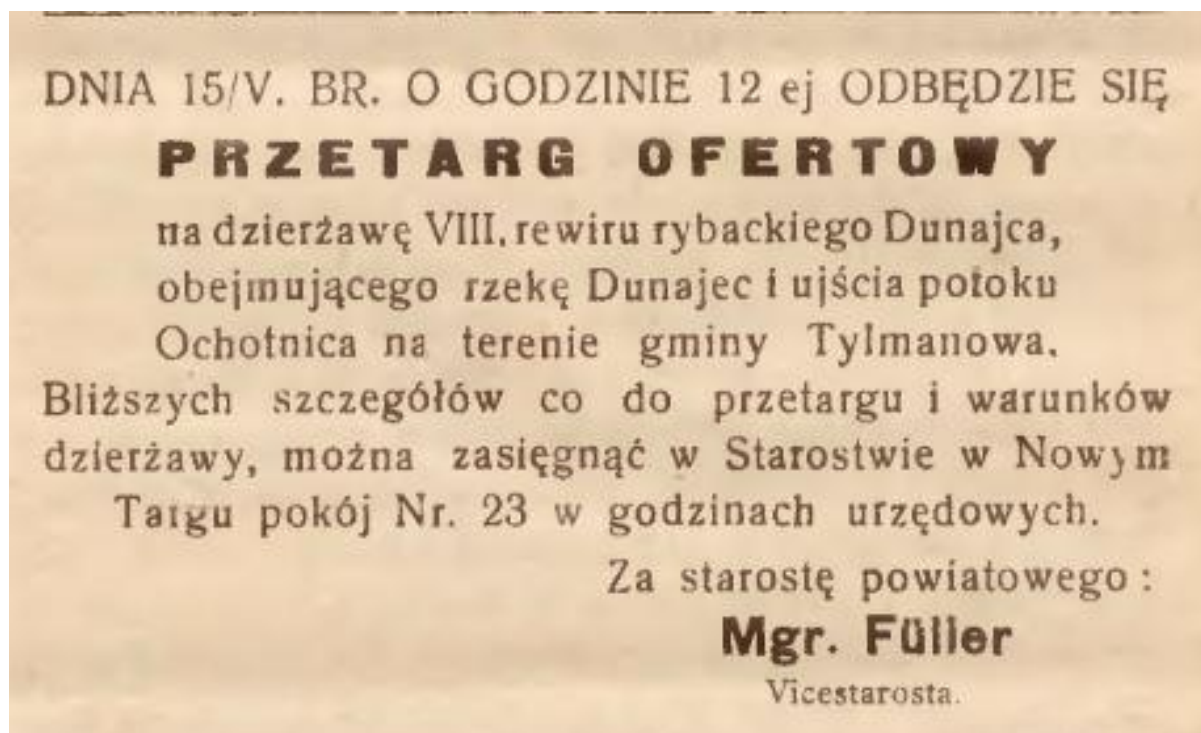 DNIA 15/V. BR. O GODZINIE 12 ej ODBĘDZIE SIĘ
PRZETARG OFERTOWY
na dzierżawę VIII. rewiru rybackiego Dunajca,
obejmującego rzekę Dunajec i ujścia potoku
Ochotnica na terenie gminy Tylmanowa.
Bliższych szczegółów co do przetargu i warunków
dzierżawy, można zasięgnąć w Starostwie w Nowym
Targu pokój Nr. 23 w godzinach urzędowych.
Za starostę powiatowego :
Mgr. Füller
Vicestarosta.